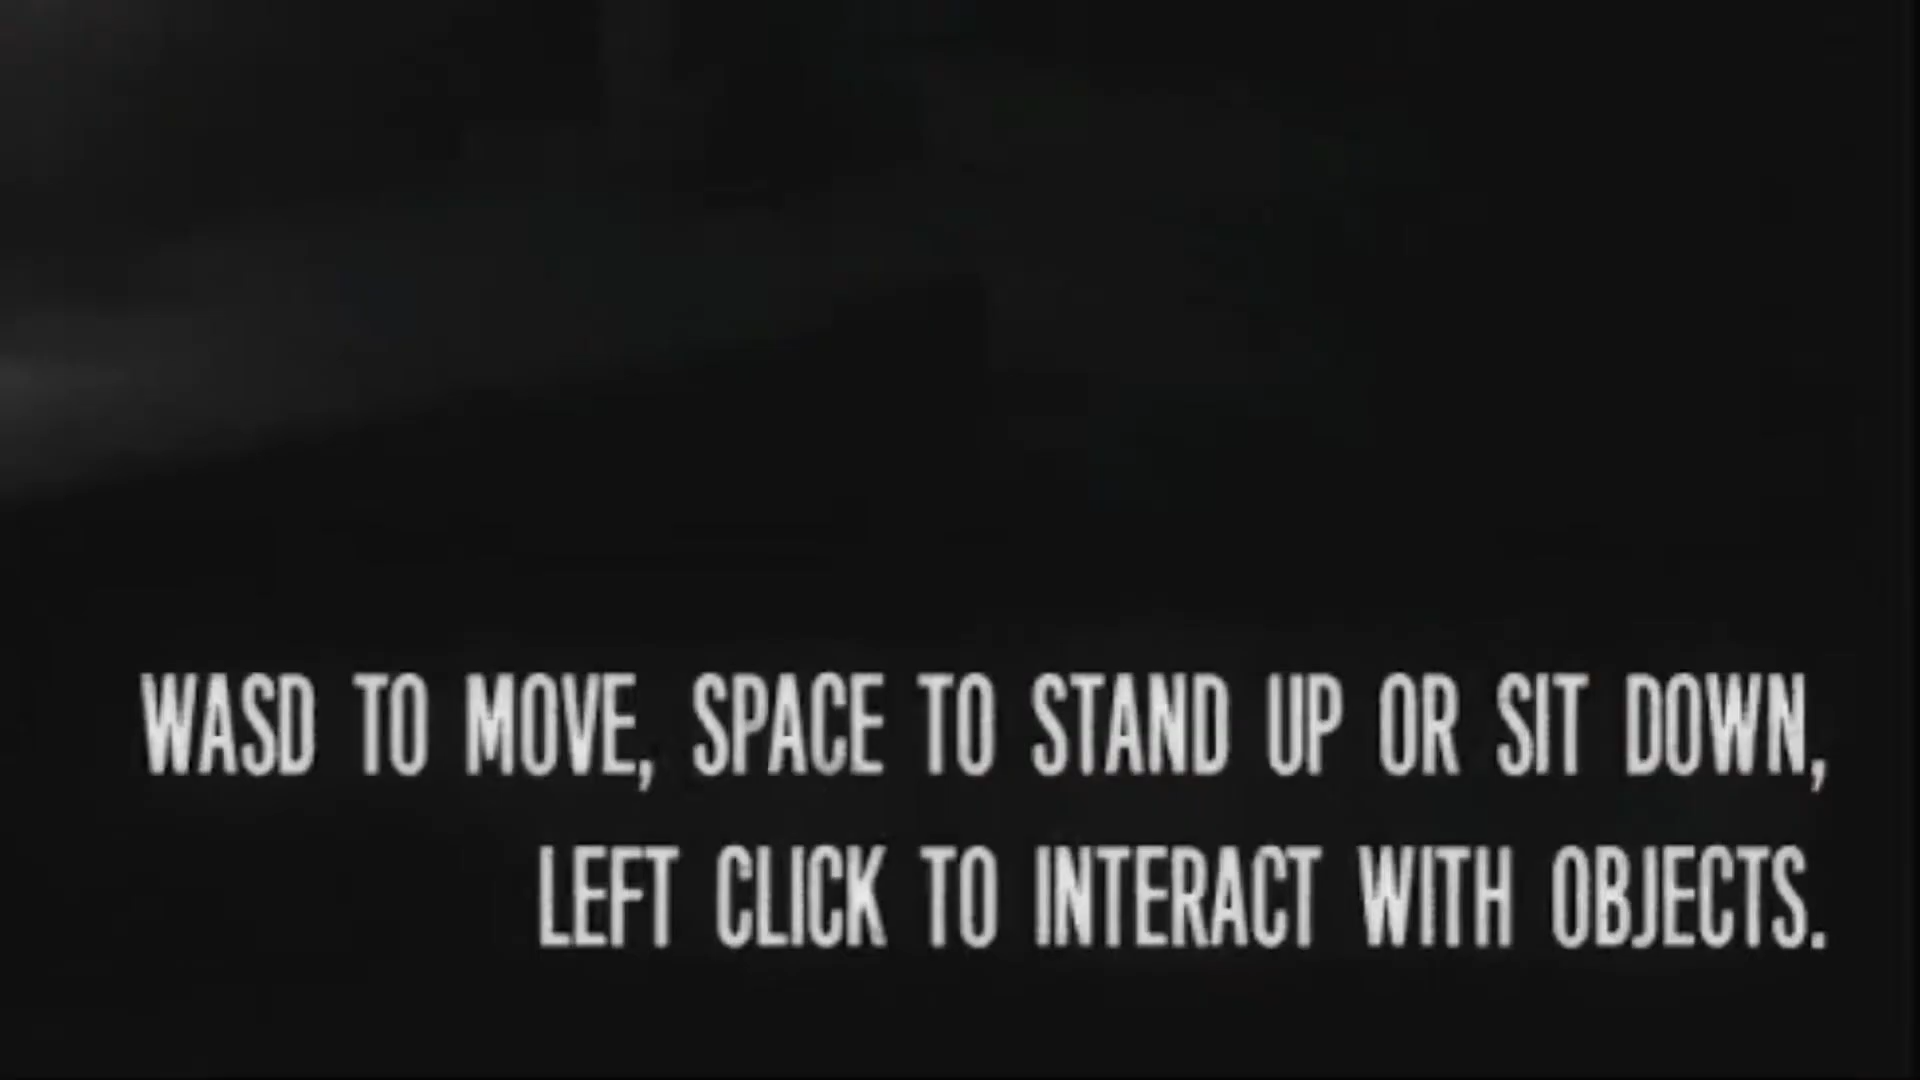 WASD TO MOVE, SPACE TO STAND UP OR SIT DOWN,
LEFT CLICK TO INTERACT WITH OBJECTS.